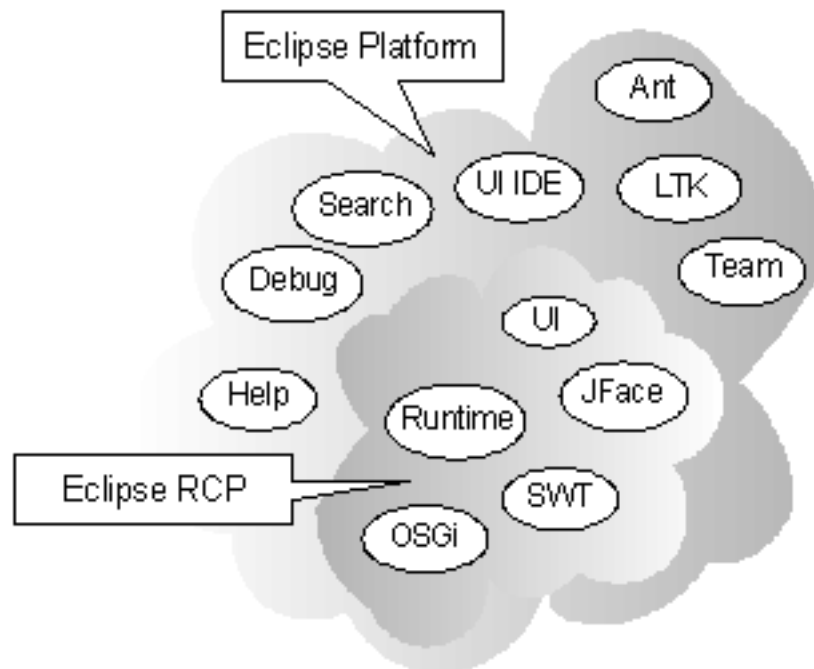 Eclipse Platform
Ant
UI IDE
LTK
Search
Team
Debug
UI
Help
JFace
Runtime
Eclipse RCP
SWT
OSGi